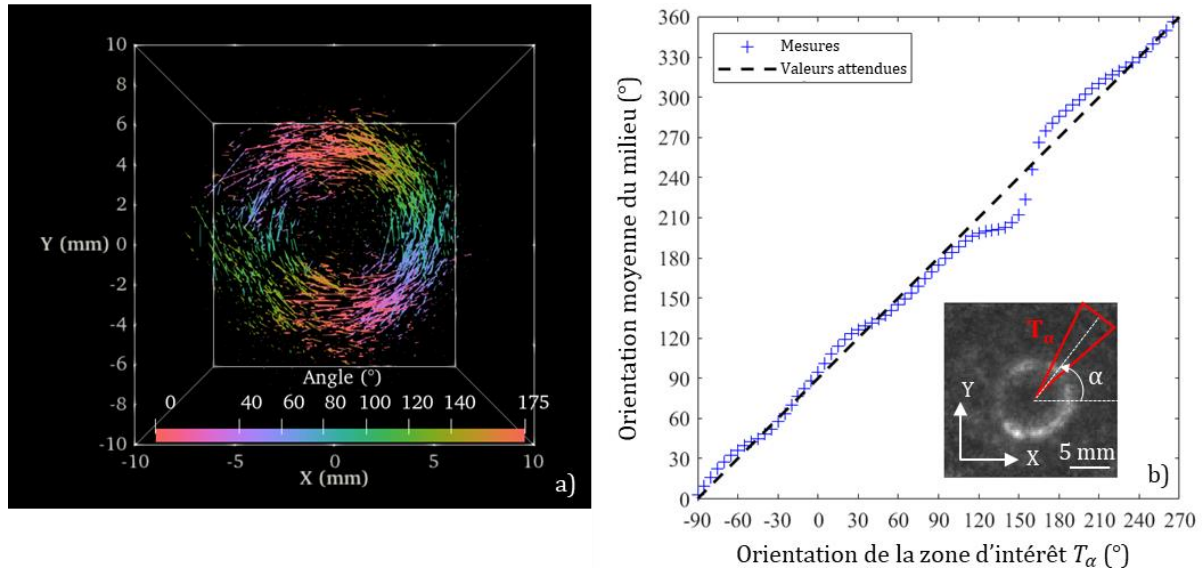 10
8
6
4
2
Y (mm) 0
-2
-4
-6
-8
-10
Angle (°)
0 40 60 80 100 120 140 175
-10 -5 0 5 10
X (mm)
a)
Orientation moyenne du milieu (°)
360
330
300
270
240
210
180
150
120
90
60
30
0
Mesures
Valeurs attendues
Tα
α
Y
X
5 mm
b)
-90 -60 -30 0 30 60 90 120 150 180 210 240 270
Orientation de la zone d'intérêt Tα (°)